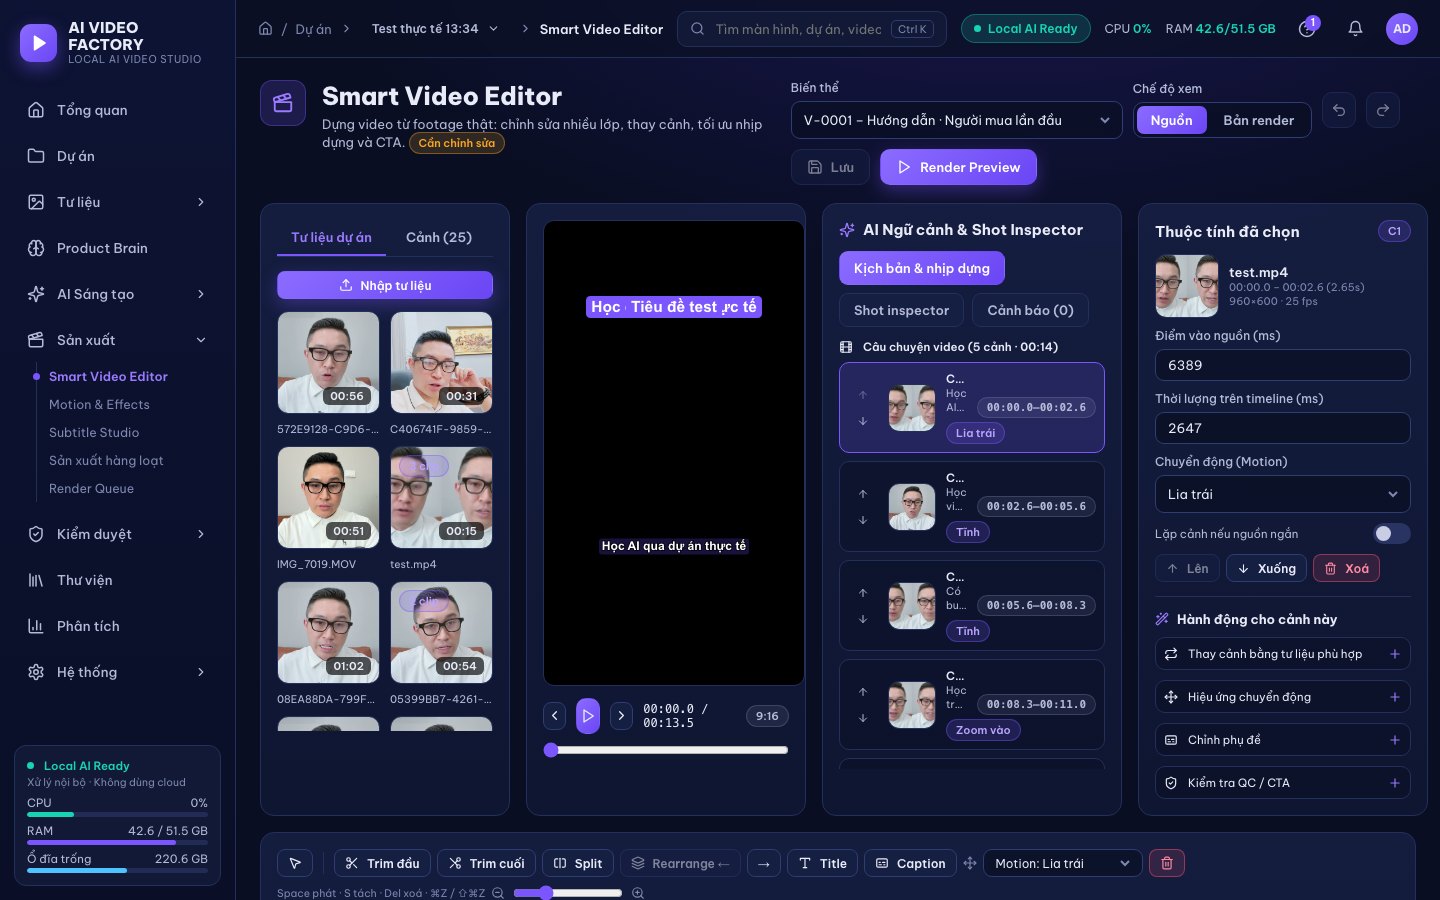 AI VIDEO
FACTORY
LOCAL AI VIDEO STUDIO
Tổng quan
Dự án
Tư liệu
Product Brain
AI Sáng tạo
Sản xuất
Smart Video Editor
Motion & Effects
Subtitle Studio
Sản xuất hàng loạt
Render Queue
Kiểm duyệt
Thư viện
Phân tích
Hệ thống
Local AI Ready
Xử lý nội bộ · Không dùng cloud
CPU 0%
RAM 42.6 / 51.5 GB
Ổ đĩa trống 220.6 GB
/ Dự án > Test thực tế 13:34 > Smart Video Editor
Tìm màn hình, dự án, video Ctrl K
Local AI Ready
CPU 0% RAM 42.6/51.5 GB
1
AD
Smart Video Editor
Dựng video từ footage thật: chỉnh sửa nhiều lớp, thay cảnh, tối ưu nhịp
dựng và CTA. Cần chỉnh sửa
Biến thể
V-0001 – Hướng dẫn · Người mua lần đầu
Chế độ xem
Nguồn Bản render
Lưu
Render Preview
Tư liệu dự án Cảnh (25)
Nhập tư liệu
00:56 00:31
572E9128-C9D6-... C406741F-9859-...
clip
00:51 00:15
IMG_7019.MOV test.mp4
clip
01:02 00:54
08EA88DA-799F... 05399BB7-4261-...
Học Tiêu đề test ực tế
Học AI qua dự án thực tế
00:00.0 /
00:13.5
9:16
AI Ngữ cảnh & Shot Inspector
Kịch bản & nhịp dựng
Shot inspector Cảnh báo (0)
Câu chuyện video (5 cảnh · 00:14)
C...
Học
AI... 00:00.0–00:02.6
Lia trái
C...
Học
vi... 00:02.6–00:05.6
Tĩnh
C...
Có
bu... 00:05.6–00:08.3
Tĩnh
C...
Học
tr... 00:08.3–00:11.0
Zoom vào
Thuộc tính đã chọn C1
test.mp4
00:00.0 – 00:02.6 (2.65s)
960×600 · 25 fps
Điểm vào nguồn (ms)
6389
Thời lượng trên timeline (ms)
2647
Chuyển động (Motion)
Lia trái
Lặp cảnh nếu nguồn ngắn
↑ Lên ↓ Xuống Xoá
Hành động cho cảnh này
Thay cảnh bằng tư liệu phù hợp +
Hiệu ứng chuyển động +
Chỉnh phụ đề +
Kiểm tra QC / CTA +
Trim đầu Trim cuối Split Rearrange ← → Title Caption Motion: Lia trái
Space phát · S tách · Del xoá · ⌘Z / ⇧⌘Z